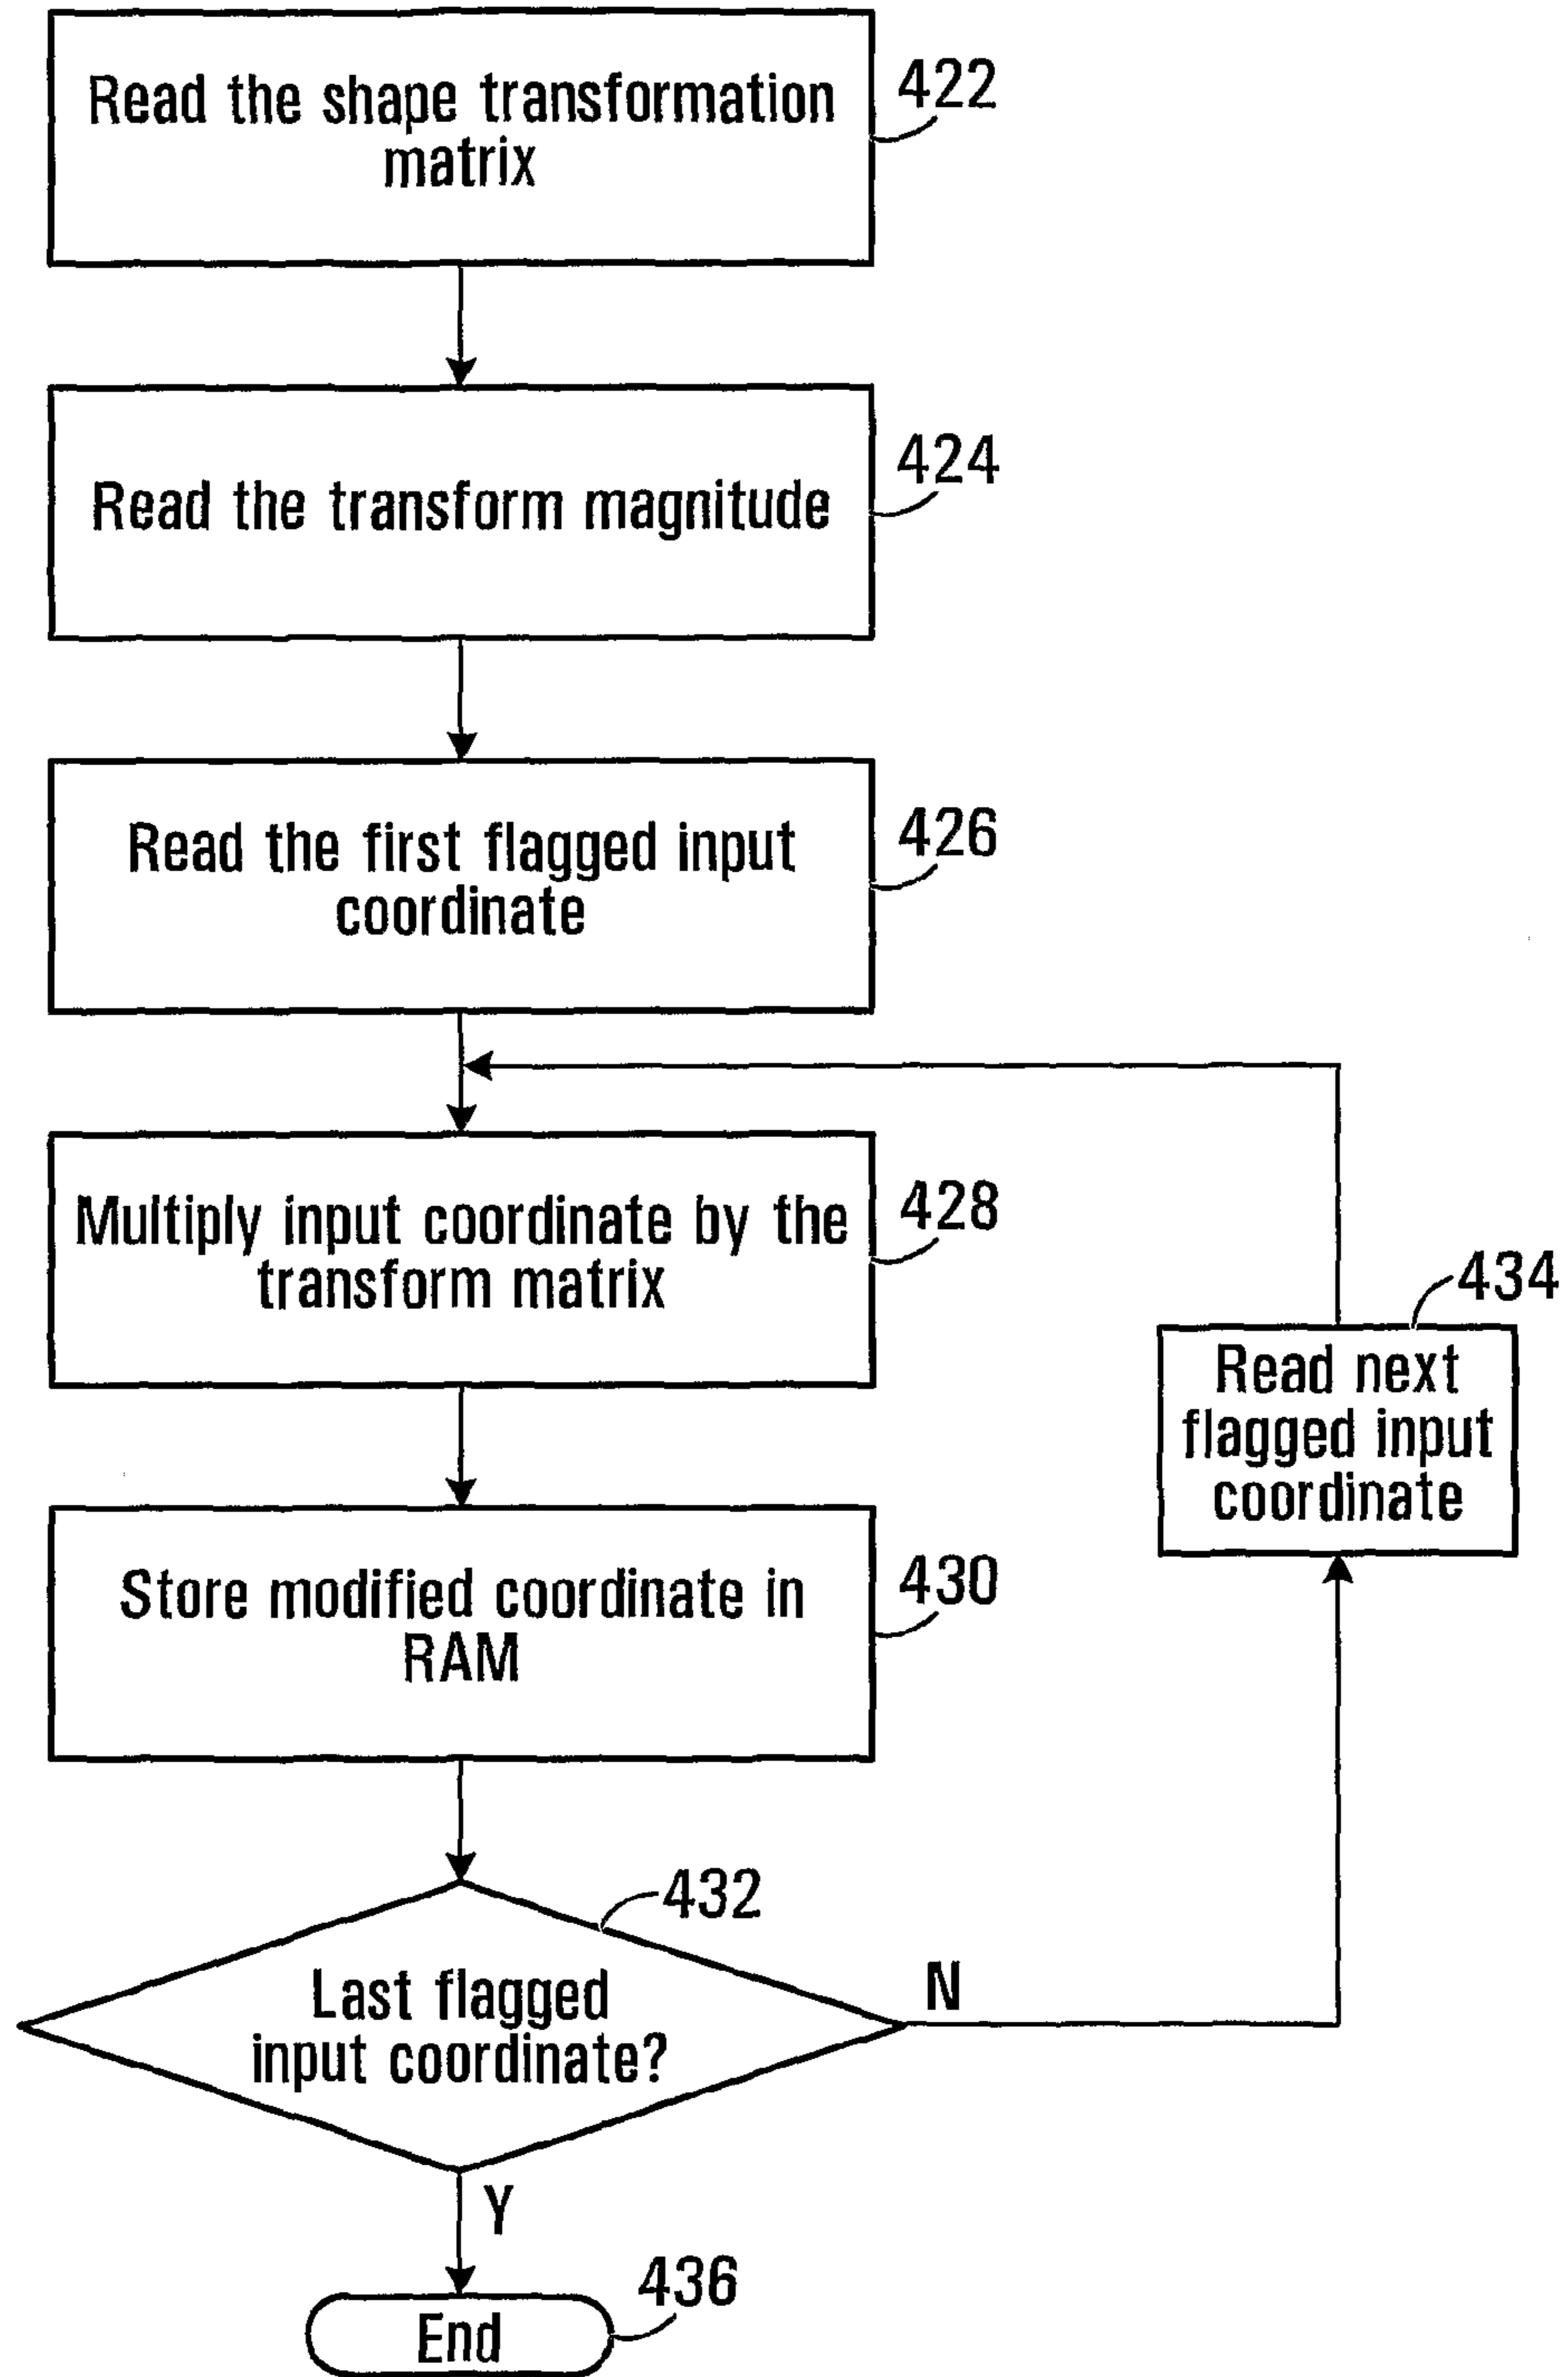 Read the shape transformation
matrix
422
Read the transform magnitude
424
Read the first flagged input
coordinate
426
Multiply input coordinate by the
transform matrix
428
434
Read next
flagged input
coordinate
Store modified coordinate in
RAM
430
432
Last flagged
input coordinate?
N
Y
436
End